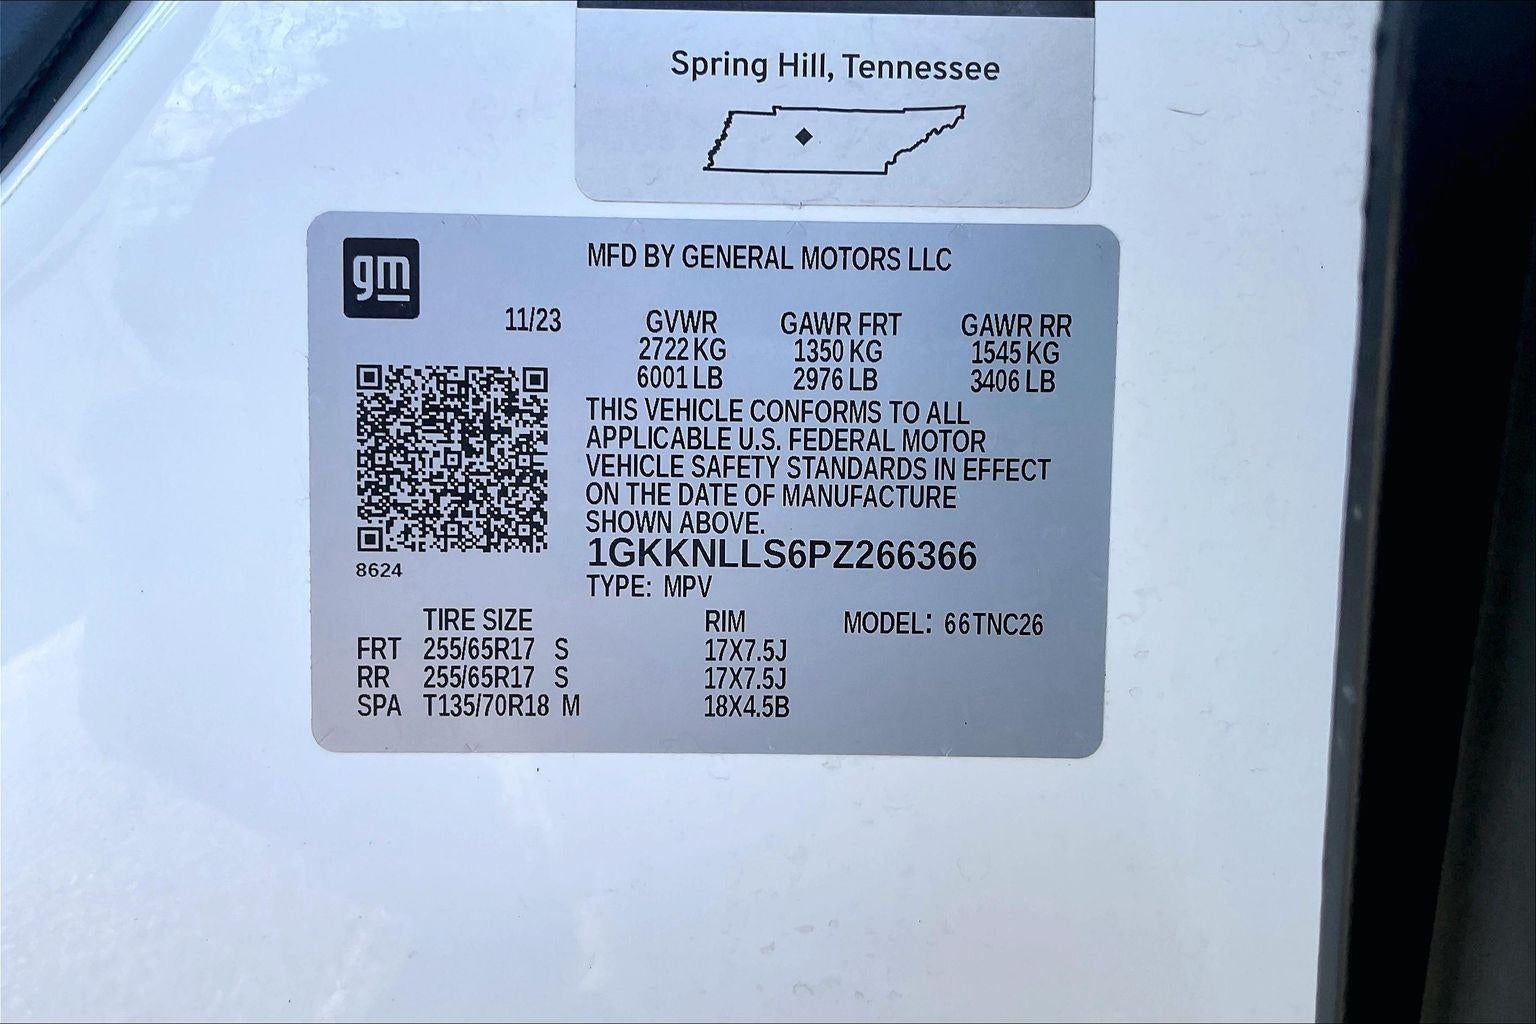 Spring Hill, Tennessee
gm
MFD BY GENERAL MOTORS LLC
11/23 GVWR GAWR FRT GAWR RR
2722 KG 1350 KG 1545 KG
6001 LB 2976 LB 3406 LB
THIS VEHICLE CONFORMS TO ALL
APPLICABLE U.S. FEDERAL MOTOR
VEHICLE SAFETY STANDARDS IN EFFECT
ON THE DATE OF MANUFACTURE
SHOWN ABOVE.
1GKKNLLS6PZ266366
8624
TYPE: MPV
TIRE SIZE RIM MODEL: 66TNC26
FRT 255/65R17 S 17X7.5J
RR 255/65R17 S 17X7.5J
SPA T135/70R18 M 18X4.5B